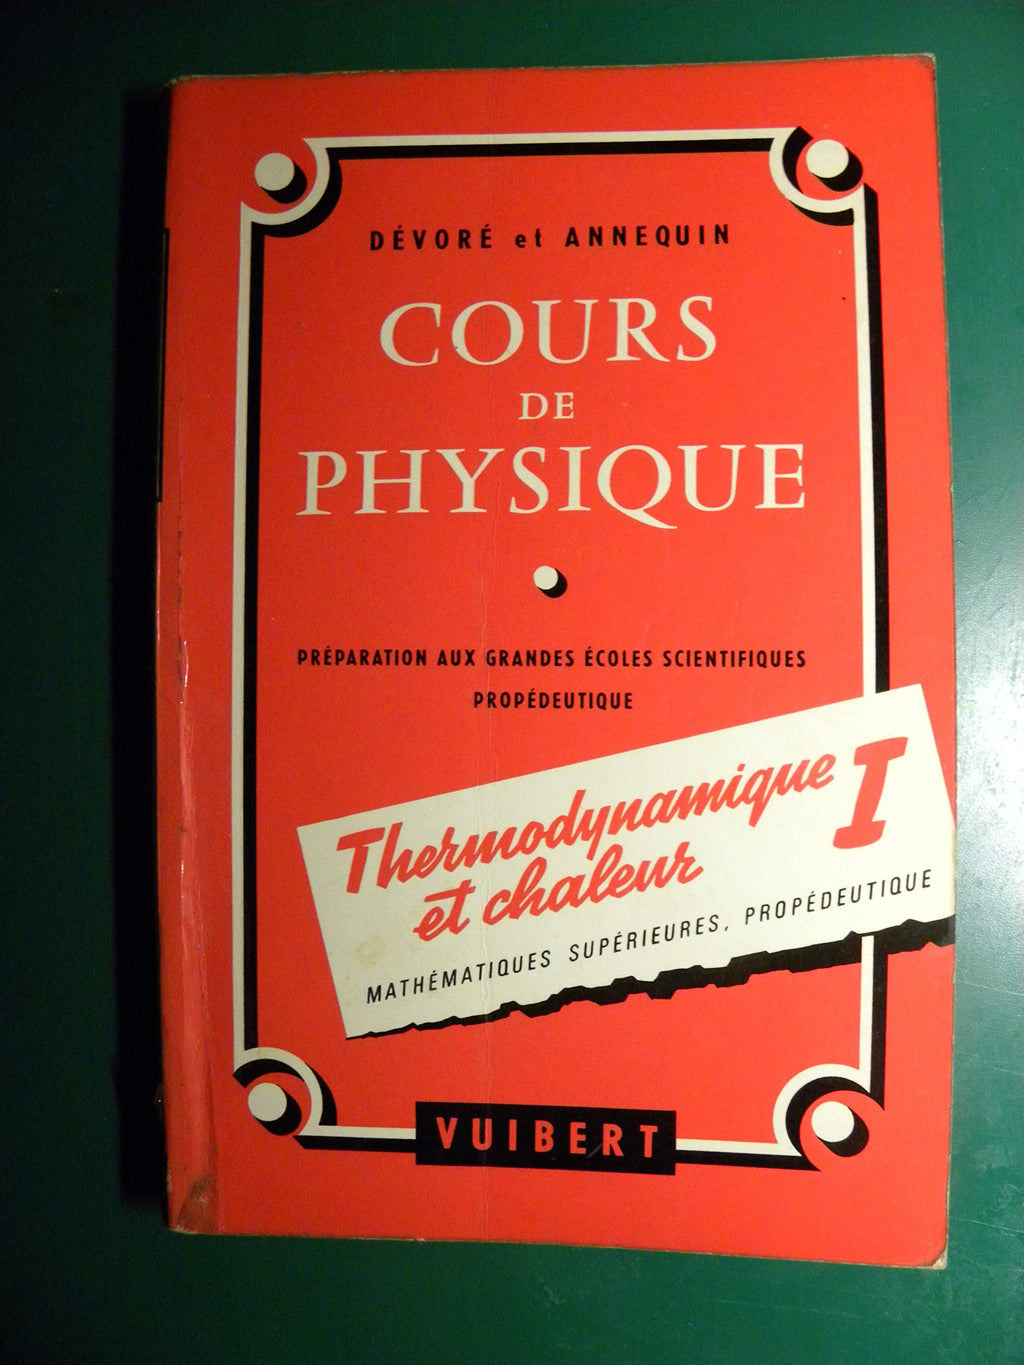 DÉVORÉ et ANNEQUIN
COURS
DE
PHYSIQUE
PRÉPARATION AUX GRANDES ÉCOLES SCIENTIFIQUES
PROPÉDEUTIQUE
Thermodynamique I
et chaleur
MATHÉMATIQUES SUPÉRIEURES, PROPÉDEUTIQUE
VUIBERT